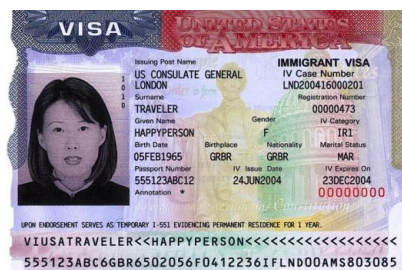 VISA UNITED STATES OF AMERICA
Issuing Post Name IMMIGRANT VISA
US CONSULATE GENERAL IV Case Number
LONDON LND200416000201
Surname Registration Number
TRAVELER 00000473
Given Name Gender IV Category
HAPPYPERSON F IR1
Birth Date Birthplace Nationality Marital Status
05FEB1965 GRBR GRBR MAR
Passport Number IV Issue Date IV Expires On
555123ABC12 24JUN2004 23DEC2004
Annotation * 00000000
1010
UPON ENDORSEMENT SERVES AS TEMPORARY I-551 EVIDENCING PERMANENT RESIDENCE FOR 1 YEAR.
VIUSATRAVELER<<HAPPYPERSON<<<<<<<<<<<<<<<<<<
555123ABC6GBR6502056F0412236IFLND00AMS803085